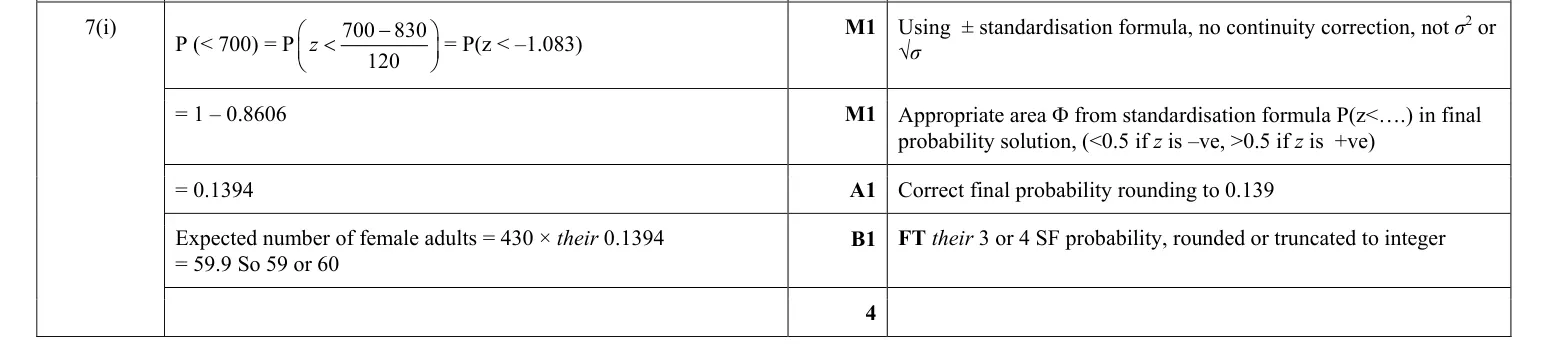 7(i)
P (< 700) = P(z < (700 − 830)/120) = P(z < –1.083)
M1
Using ± standardisation formula, no continuity correction, not σ² or
√σ
= 1 – 0.8606
M1
Appropriate area Φ from standardisation formula P(z<….) in final
probability solution, (<0.5 if z is –ve, >0.5 if z is +ve)
= 0.1394
A1
Correct final probability rounding to 0.139
Expected number of female adults = 430 × their 0.1394
= 59.9 So 59 or 60
B1
FT their 3 or 4 SF probability, rounded or truncated to integer
4